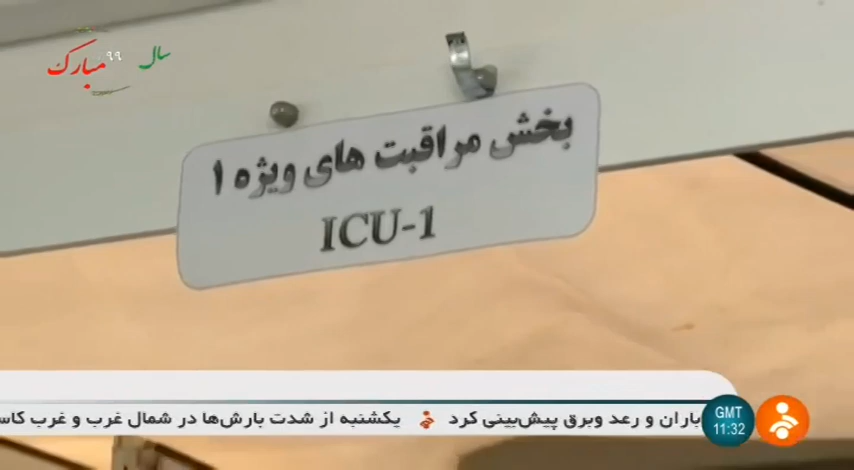 سال ۹۹ مبارک
بخش مراقبت های ویژه ۱
ICU-1
باران و رعد وبرق پیش‌بینی کرد یکشنبه از شدت بارش‌ها در شمال غرب و غرب کاس
GMT
11:32